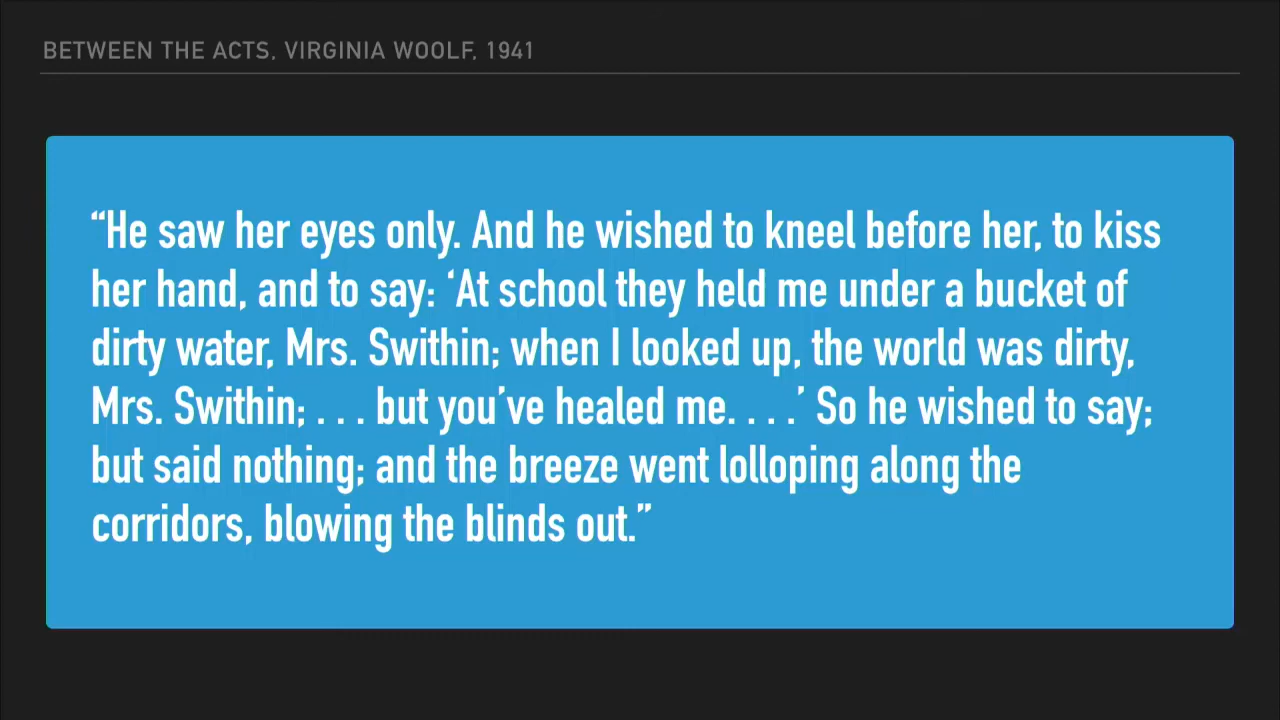 BETWEEN THE ACTS, VIRGINIA WOOLF, 1941
“He saw her eyes only. And he wished to kneel before her, to kiss
her hand, and to say: ‘At school they held me under a bucket of
dirty water, Mrs. Swithin; when I looked up, the world was dirty,
Mrs. Swithin; . . . but you’ve healed me. . . .’ So he wished to say;
but said nothing; and the breeze went lolloping along the
corridors, blowing the blinds out.”